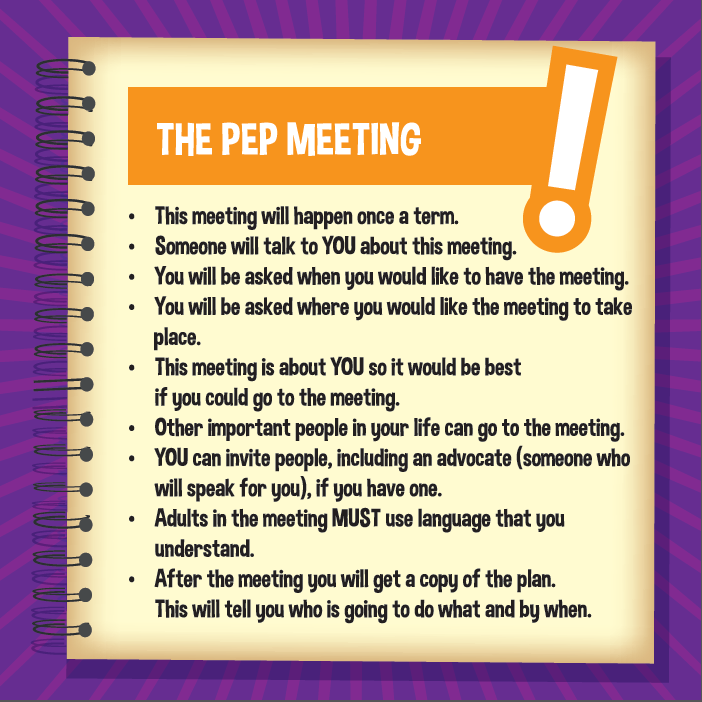 THE PEP MEETING
• This meeting will happen once a term.
• Someone will talk to YOU about this meeting.
• You will be asked when you would like to have the meeting.
• You will be asked where you would like the meeting to take
place.
• This meeting is about YOU so it would be best
if you could go to the meeting.
• Other important people in your life can go to the meeting.
• YOU can invite people, including an advocate (someone who
will speak for you), if you have one.
• Adults in the meeting MUST use language that you
understand.
• After the meeting you will get a copy of the plan.
This will tell you who is going to do what and by when.